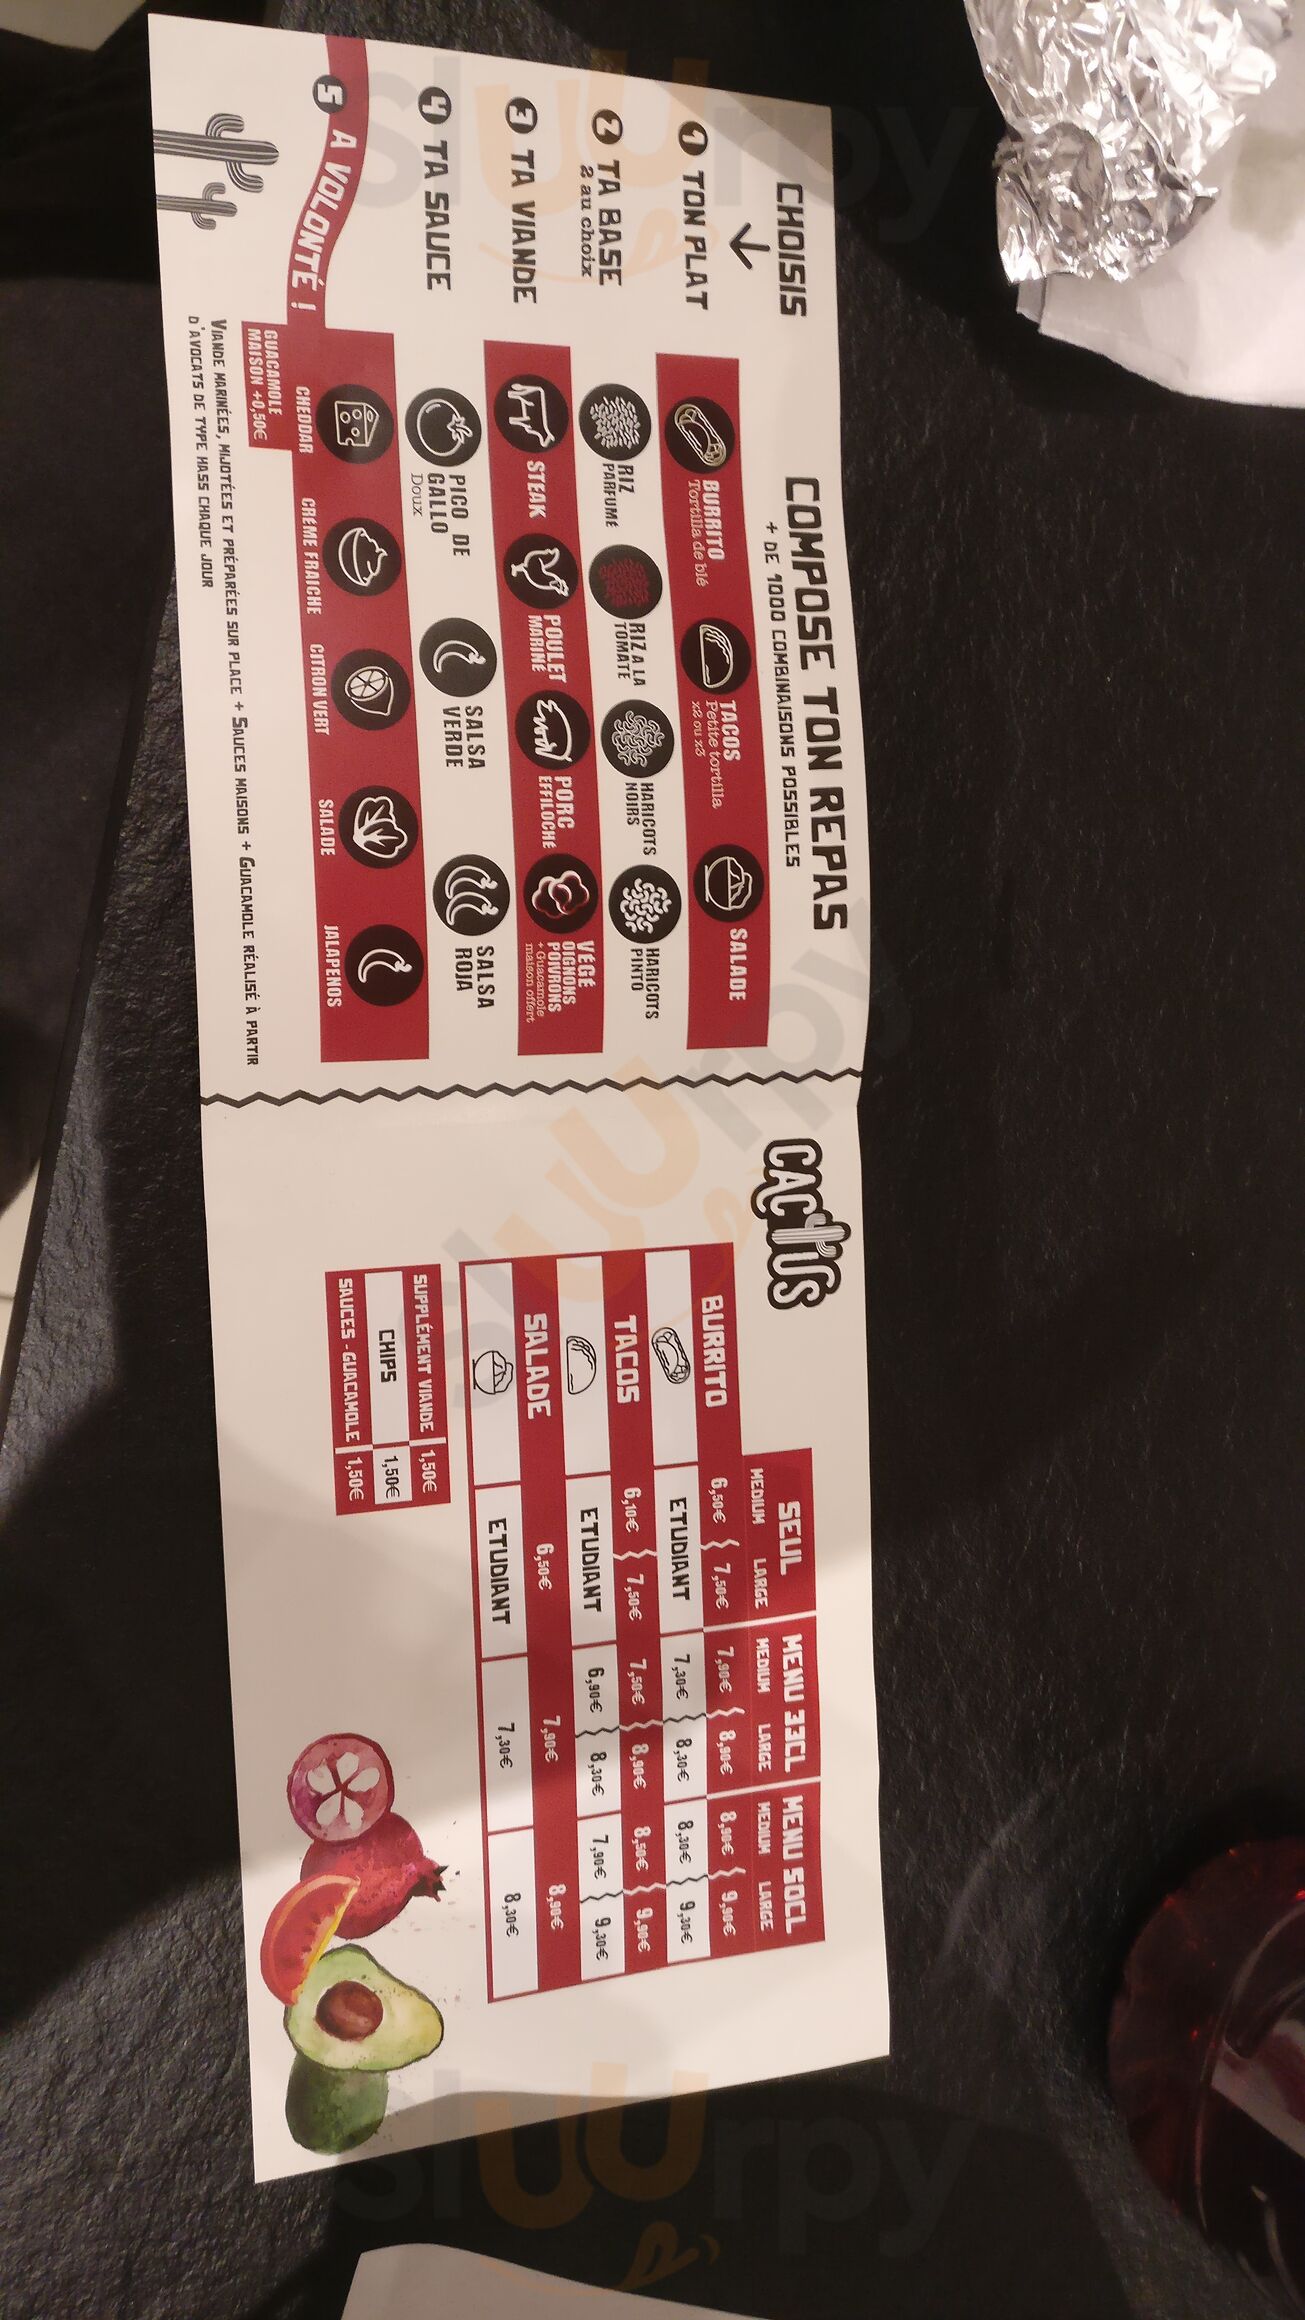 CHOISIS
COMPOSE TON REPAS
+ DE 1000 COMBINAISONS POSSIBLES
1 TON PLAT
BURRITO
Tortilla de blé
TACOS
Petite tortilla
x2 ou x3
SALADE
2 TA BASE
2 au choix
RIZ
PARFUMÉ
RIZ A LA
TOMATE
HARICOTS
NOIRS
HARICOTS
PINTO
3 TA VIANDE
STEAK
POULET
MARINÉ
PORC
EFFILOCHÉ
VÉGÉ
OIGNONS
POIVRONS
+ Guacamole
maison offert
4 TA SAUCE
PICO DE
GALLO
Doux
SALSA
VERDE
SALSA
ROJA
5 A VOLONTÉ !
CHEDDAR
CRÈME FRAICHE
CITRON VERT
SALADE
JALAPENOS
GUACAMOLE
MAISON +0,50€
VIANDE MARINÉES, MIJOTÉES ET PRÉPARÉES SUR PLACE + SAUCES MAISONS + GUACAMOLE RÉALISÉ À PARTIR
D'AVOCATS DE TYPE HASS CHAQUE JOUR
CACTUS
SEUL MENU 33CL MENU 50CL
MEDIUM LARGE MEDIUM LARGE MEDIUM LARGE
BURRITO 6,50€ 7,50€ 7,90€ 8,90€ 8,90€ 9,90€
ETUDIANT 7,30€ 8,30€ 8,30€ 9,30€
TACOS 6,10€ 7,50€ 7,50€ 8,90€ 8,50€ 9,90€
ETUDIANT 6,90€ 8,30€ 7,90€ 9,30€
SALADE 6,50€ 7,90€ 8,90€
ETUDIANT 7,30€ 8,30€
SUPPLÉMENT VIANDE 1,50€
CHIPS 1,50€
SAUCES - GUACAMOLE 1,50€
sluurpy
sluurpy
sluurpy